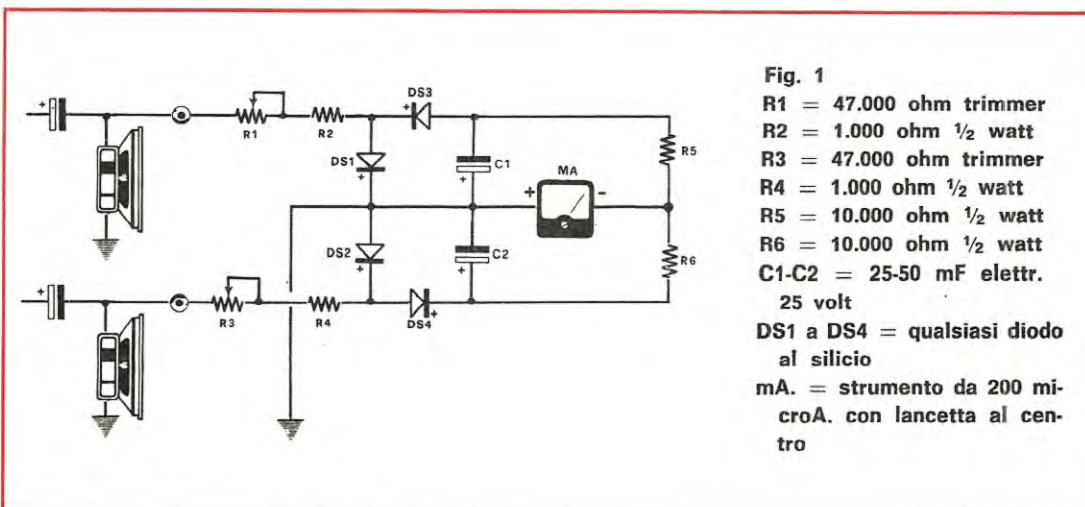 Fig. 1
R1 = 47.000 ohm trimmer
R2 = 1.000 ohm ½ watt
R3 = 47.000 ohm trimmer
R4 = 1.000 ohm ½ watt
R5 = 10.000 ohm ½ watt
R6 = 10.000 ohm ½ watt
C1-C2 = 25-50 mF elettr.
25 volt
DS1 a DS4 = qualsiasi diodo
al silicio
mA. = strumento da 200 mi-
croA. con lancetta al cen-
tro
+
R1
R2
DS3
+
DS1
+
C1
+
R5
MA
+
-
DS2
+
C2
+
R6
+
R3
R4
DS4
+